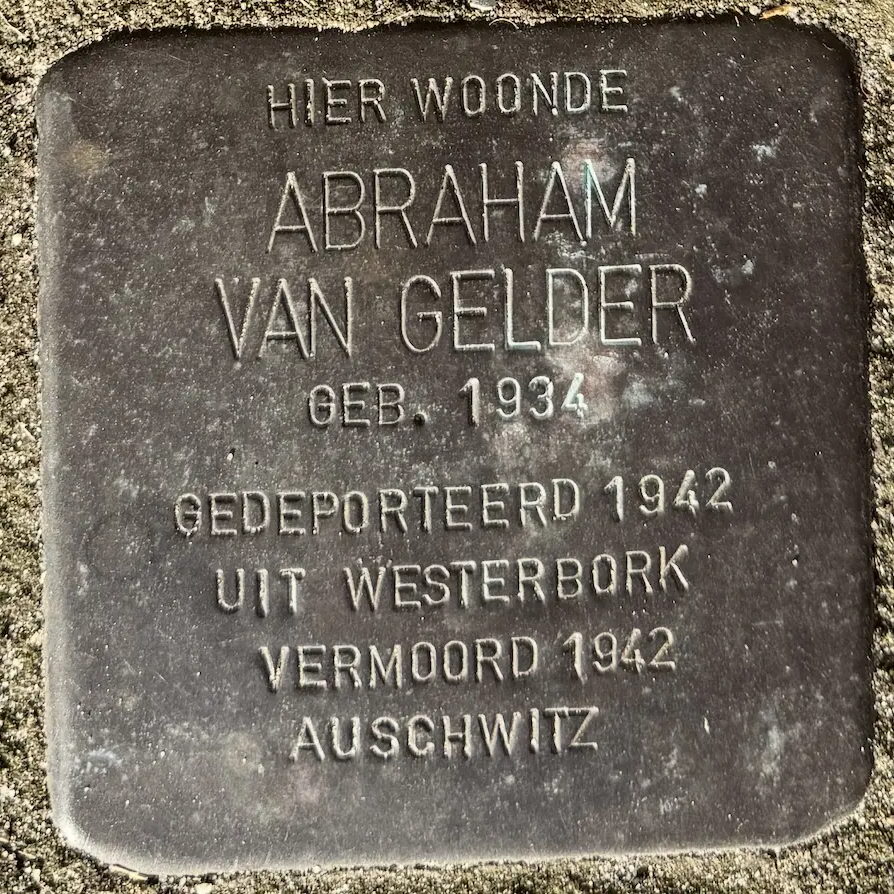 HIER WOONDE
ABRAHAM
VAN GELDER
GEB. 1934
GEDEPORTEERD 1942
UIT WESTERBORK
VERMOORD 1942
AUSCHWITZ